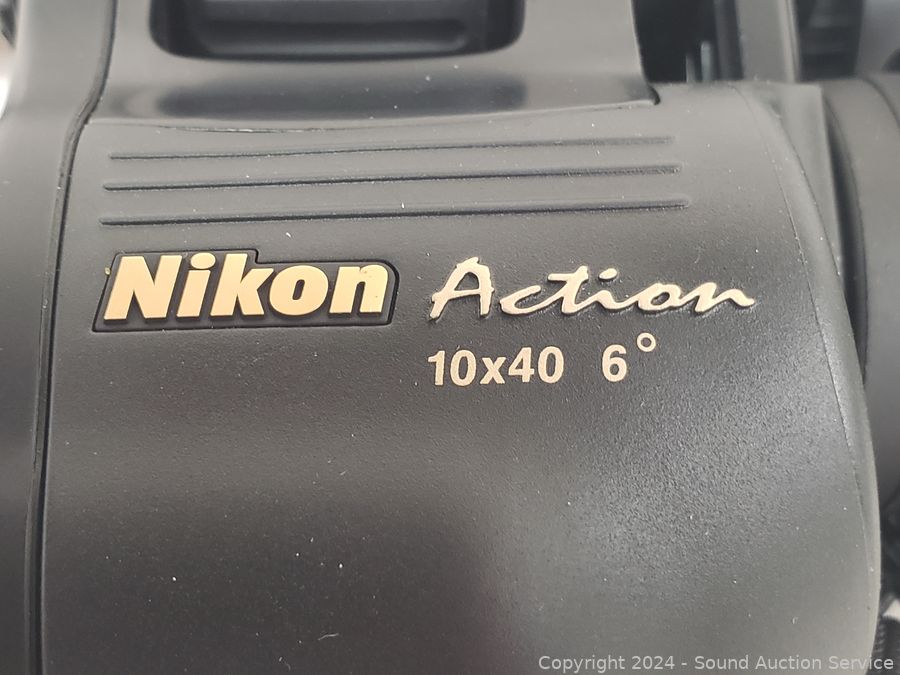 Nikon Action
10x40 6°
Copyright 2024 - Sound Auction Service